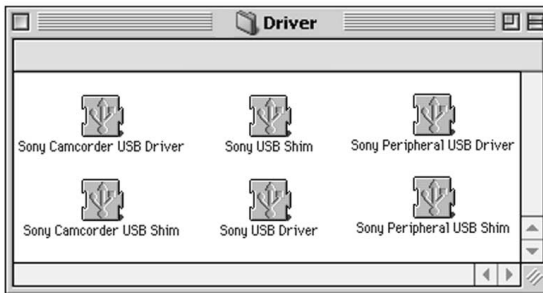 Driver
Sony Camcorder USB Driver
Sony USB Shim
Sony Peripheral USB Driver
Sony Camcorder USB Shim
Sony USB Driver
Sony Peripheral USB Shim